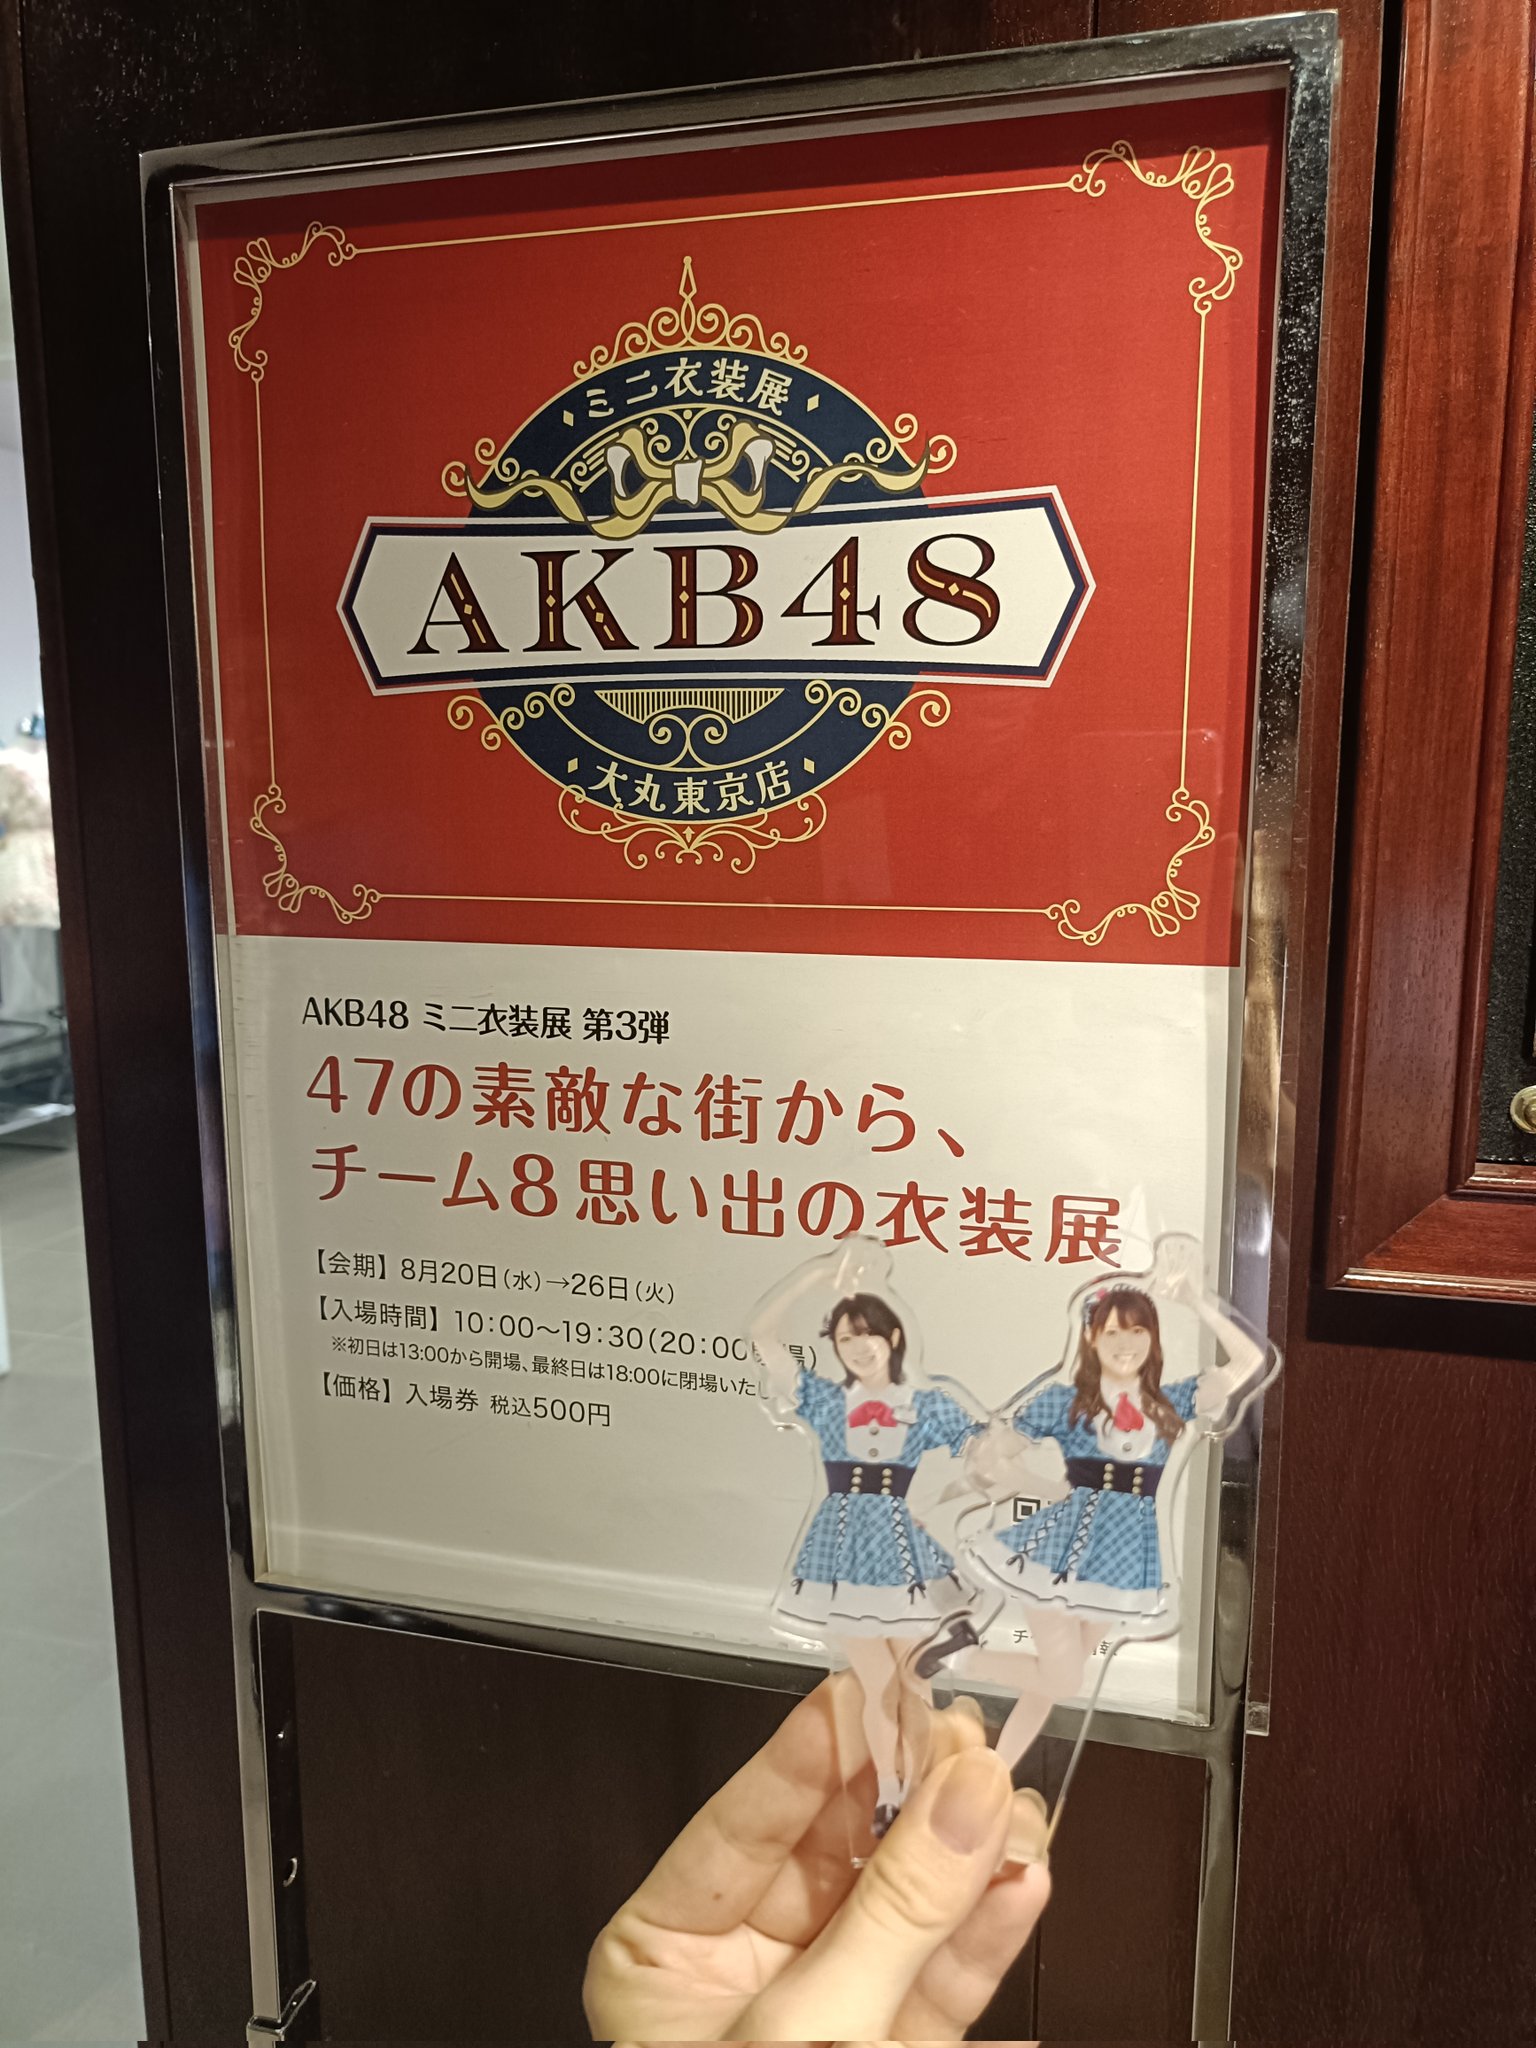 ミニ衣装展
AKB48
大丸東京店
AKB48 ミニ衣装展 第3弾
47の素敵な街から、
チーム8思い出の衣装展
【会期】8月20日(水)→26日(火)
【入場時間】10:00〜19:30(20:00 場)
※初日は13:00から開場、最終日は18:00に閉場いたし
【価格】入場券 税込500円
チ